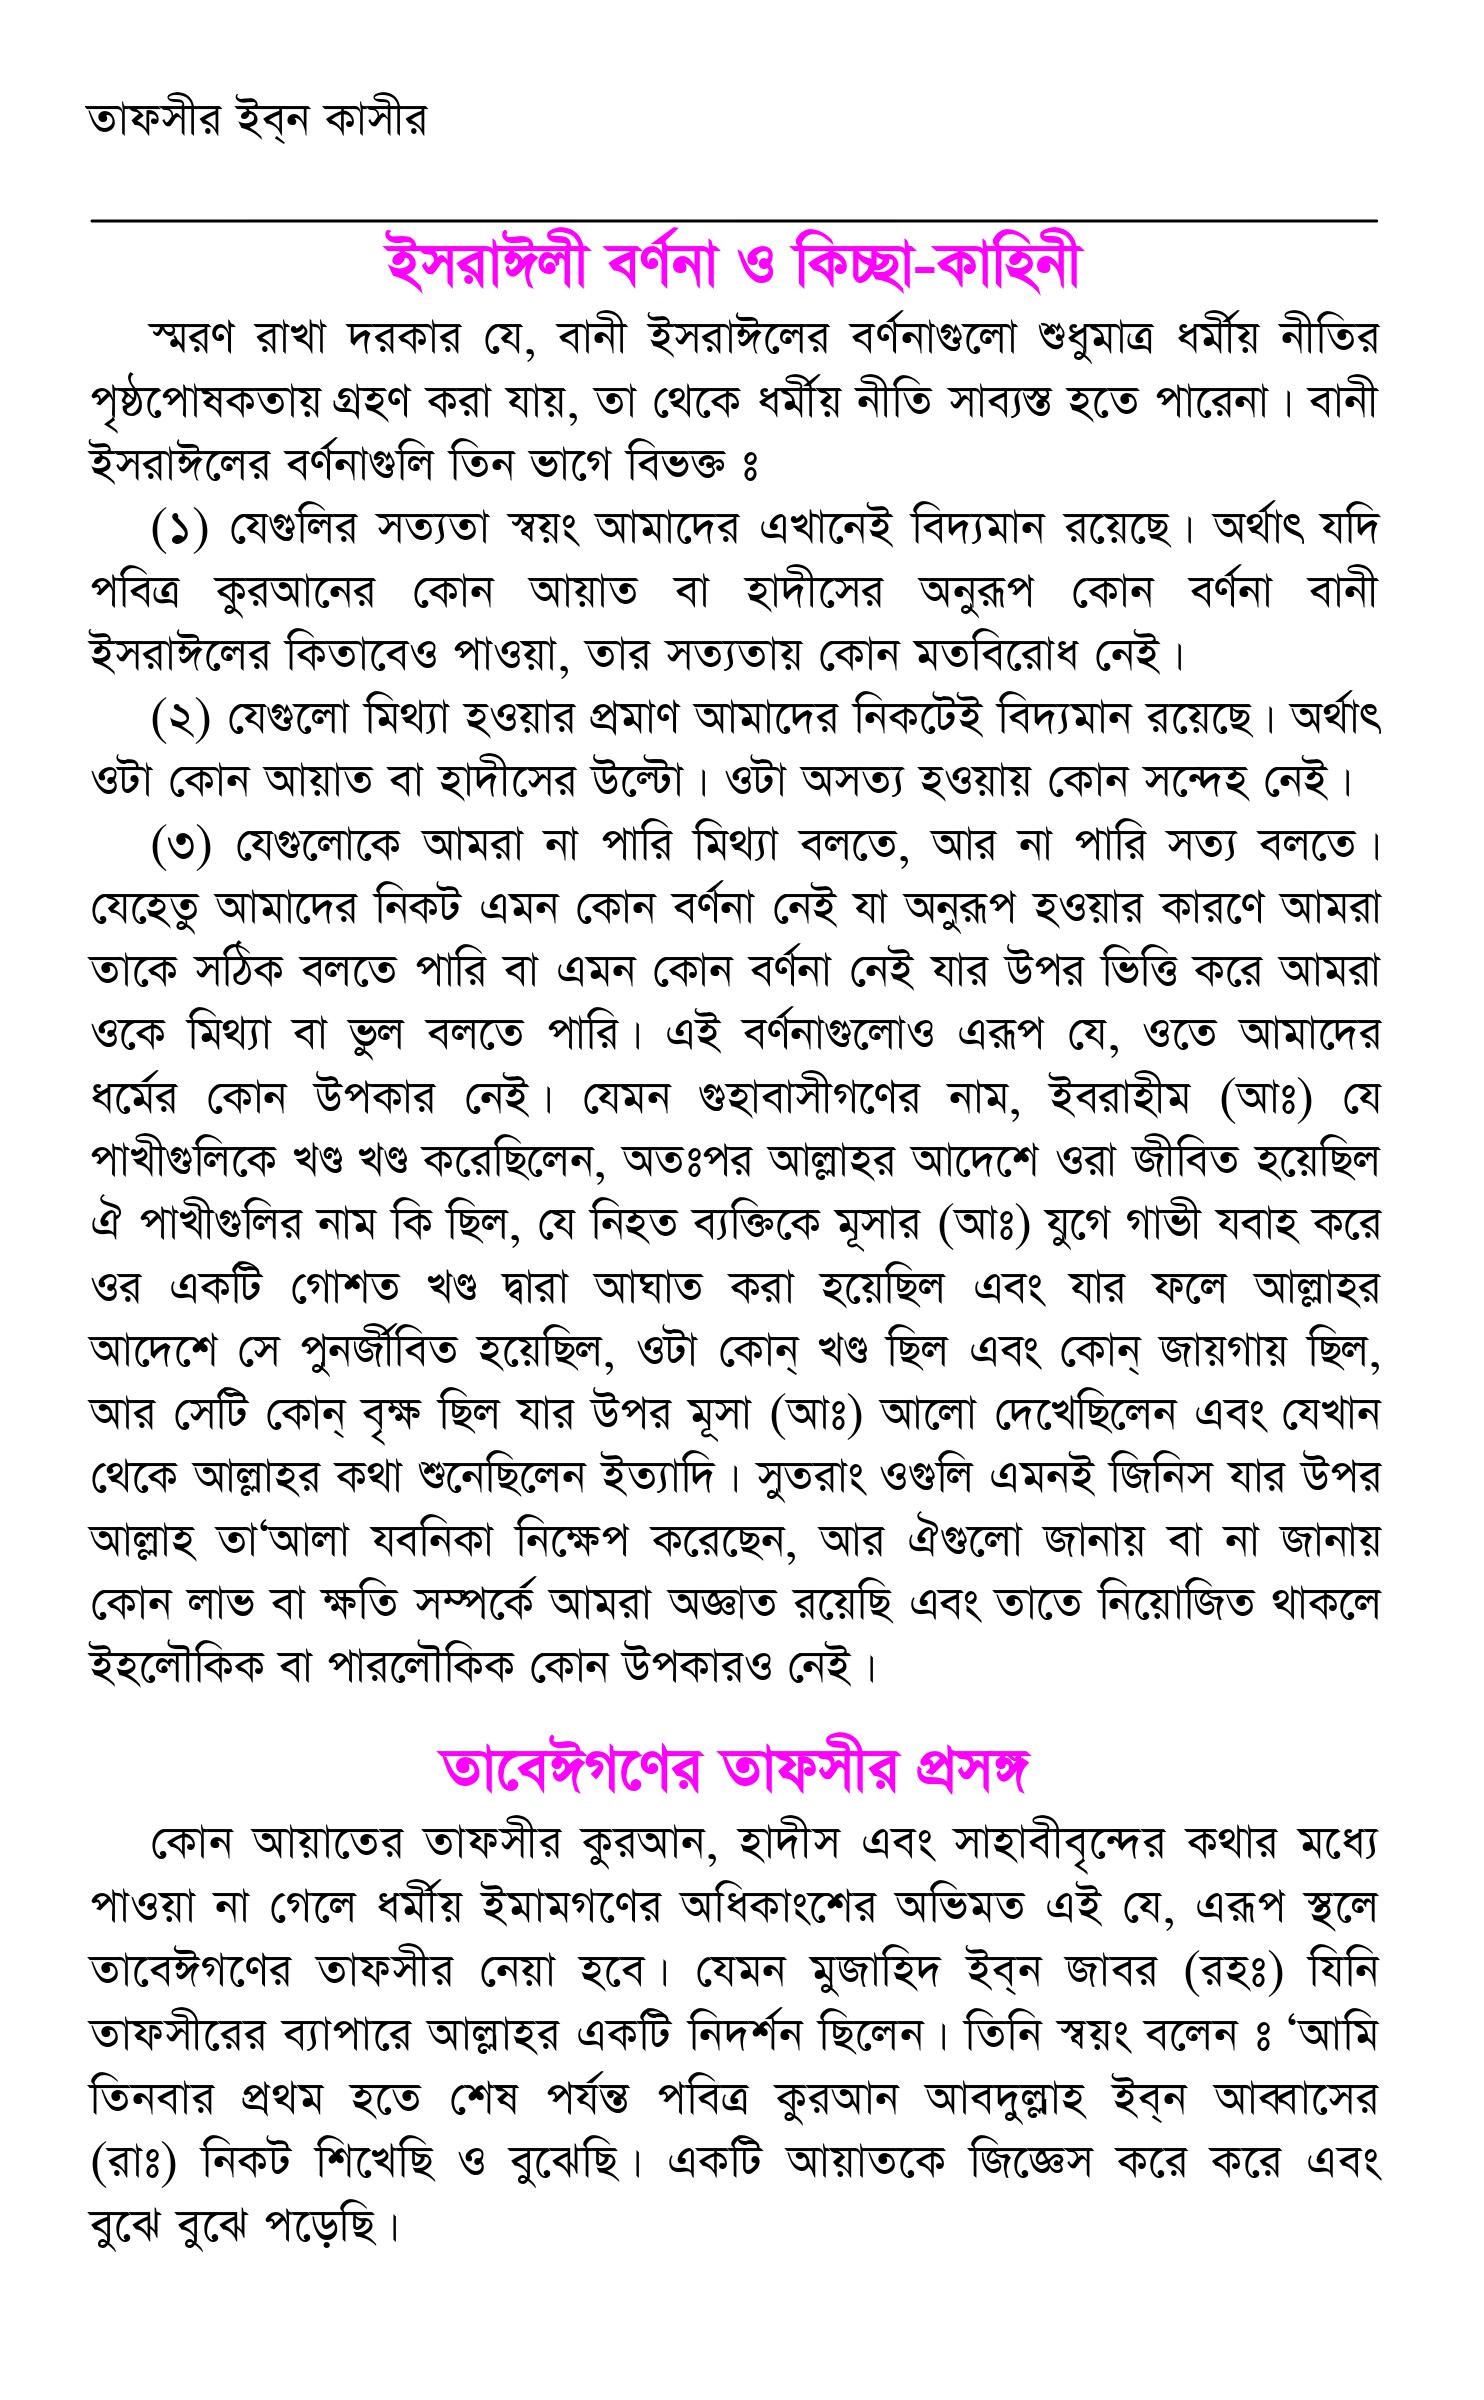 তাফসীর ইব্‌ন কাসীর
ইসরাঈলী বর্ণনা ও কিচ্ছা-কাহিনী
স্মরণ রাখা দরকার যে, বানী ইসরাঈলের বর্ণনাগুলো শুধুমাত্র ধর্মীয় নীতির
পৃষ্ঠপোষকতায় গ্রহণ করা যায়, তা থেকে ধর্মীয় নীতি সাব্যস্ত হতে পারেনা। বানী
ইসরাঈলের বর্ণনাগুলি তিন ভাগে বিভক্ত ঃ
(১) যেগুলির সত্যতা স্বয়ং আমাদের এখানেই বিদ্যমান রয়েছে। অর্থাৎ যদি
পবিত্র কুরআনের কোন আয়াত বা হাদীসের অনুরূপ কোন বর্ণনা বানী
ইসরাঈলের কিতাবেও পাওয়া, তার সত্যতায় কোন মতবিরোধ নেই।
(২) যেগুলো মিথ্যা হওয়ার প্রমাণ আমাদের নিকটেই বিদ্যমান রয়েছে। অর্থাৎ
ওটা কোন আয়াত বা হাদীসের উল্টো। ওটা অসত্য হওয়ায় কোন সন্দেহ নেই।
(৩) যেগুলোকে আমরা না পারি মিথ্যা বলতে, আর না পারি সত্য বলতে।
যেহেতু আমাদের নিকট এমন কোন বর্ণনা নেই যা অনুরূপ হওয়ার কারণে আমরা
তাকে সঠিক বলতে পারি বা এমন কোন বর্ণনা নেই যার উপর ভিত্তি করে আমরা
ওকে মিথ্যা বা ভুল বলতে পারি। এই বর্ণনাগুলোও এরূপ যে, ওতে আমাদের
ধর্মের কোন উপকার নেই। যেমন গুহাবাসীগণের নাম, ইবরাহীম (আঃ) যে
পাখীগুলিকে খণ্ড খণ্ড করেছিলেন, অতঃপর আল্লাহর আদেশে ওরা জীবিত হয়েছিল
ঐ পাখীগুলির নাম কি ছিল, যে নিহত ব্যক্তিকে মূসার (আঃ) যুগে গাভী যবাহ করে
ওর একটি গোশত খণ্ড দ্বারা আঘাত করা হয়েছিল এবং যার ফলে আল্লাহর
আদেশে সে পুনর্জীবিত হয়েছিল, ওটা কোন্‌ খণ্ড ছিল এবং কোন্‌ জায়গায় ছিল,
আর সেটি কোন্‌ বৃক্ষ ছিল যার উপর মূসা (আঃ) আলো দেখেছিলেন এবং যেখান
থেকে আল্লাহর কথা শুনেছিলেন ইত্যাদি। সুতরাং ওগুলি এমনই জিনিস যার উপর
আল্লাহ তা‘আলা যবনিকা নিক্ষেপ করেছেন, আর ঐগুলো জানায় বা না জানায়
কোন লাভ বা ক্ষতি সম্পর্কে আমরা অজ্ঞাত রয়েছি এবং তাতে নিয়োজিত থাকলে
ইহলৌকিক বা পারলৌকিক কোন উপকারও নেই।
তাবেঈগণের তাফসীর প্রসঙ্গ
কোন আয়াতের তাফসীর কুরআন, হাদীস এবং সাহাবীবৃন্দের কথার মধ্যে
পাওয়া না গেলে ধর্মীয় ইমামগণের অধিকাংশের অভিমত এই যে, এরূপ স্থলে
তাবেঈগণের তাফসীর নেয়া হবে। যেমন মুজাহিদ ইব্‌ন জাবর (রহঃ) যিনি
তাফসীরের ব্যাপারে আল্লাহর একটি নিদর্শন ছিলেন। তিনি স্বয়ং বলেন ঃ ‘আমি
তিনবার প্রথম হতে শেষ পর্যন্ত পবিত্র কুরআন আবদুল্লাহ ইব্‌ন আব্বাসের
(রাঃ) নিকট শিখেছি ও বুঝেছি। একটি আয়াতকে জিজ্ঞেস করে করে এবং
বুঝে বুঝে পড়েছি।